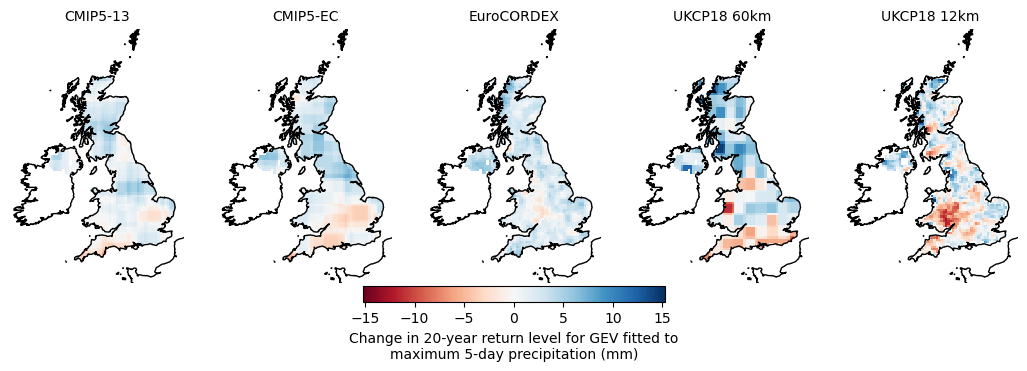 CMIP5-13 CMIP5-EC EuroCORDEX UKCP18 60km UKCP18 12km
−15 −10 −5 0 5 10 15
Change in 20-year return level for GEV fitted to
maximum 5-day precipitation (mm)